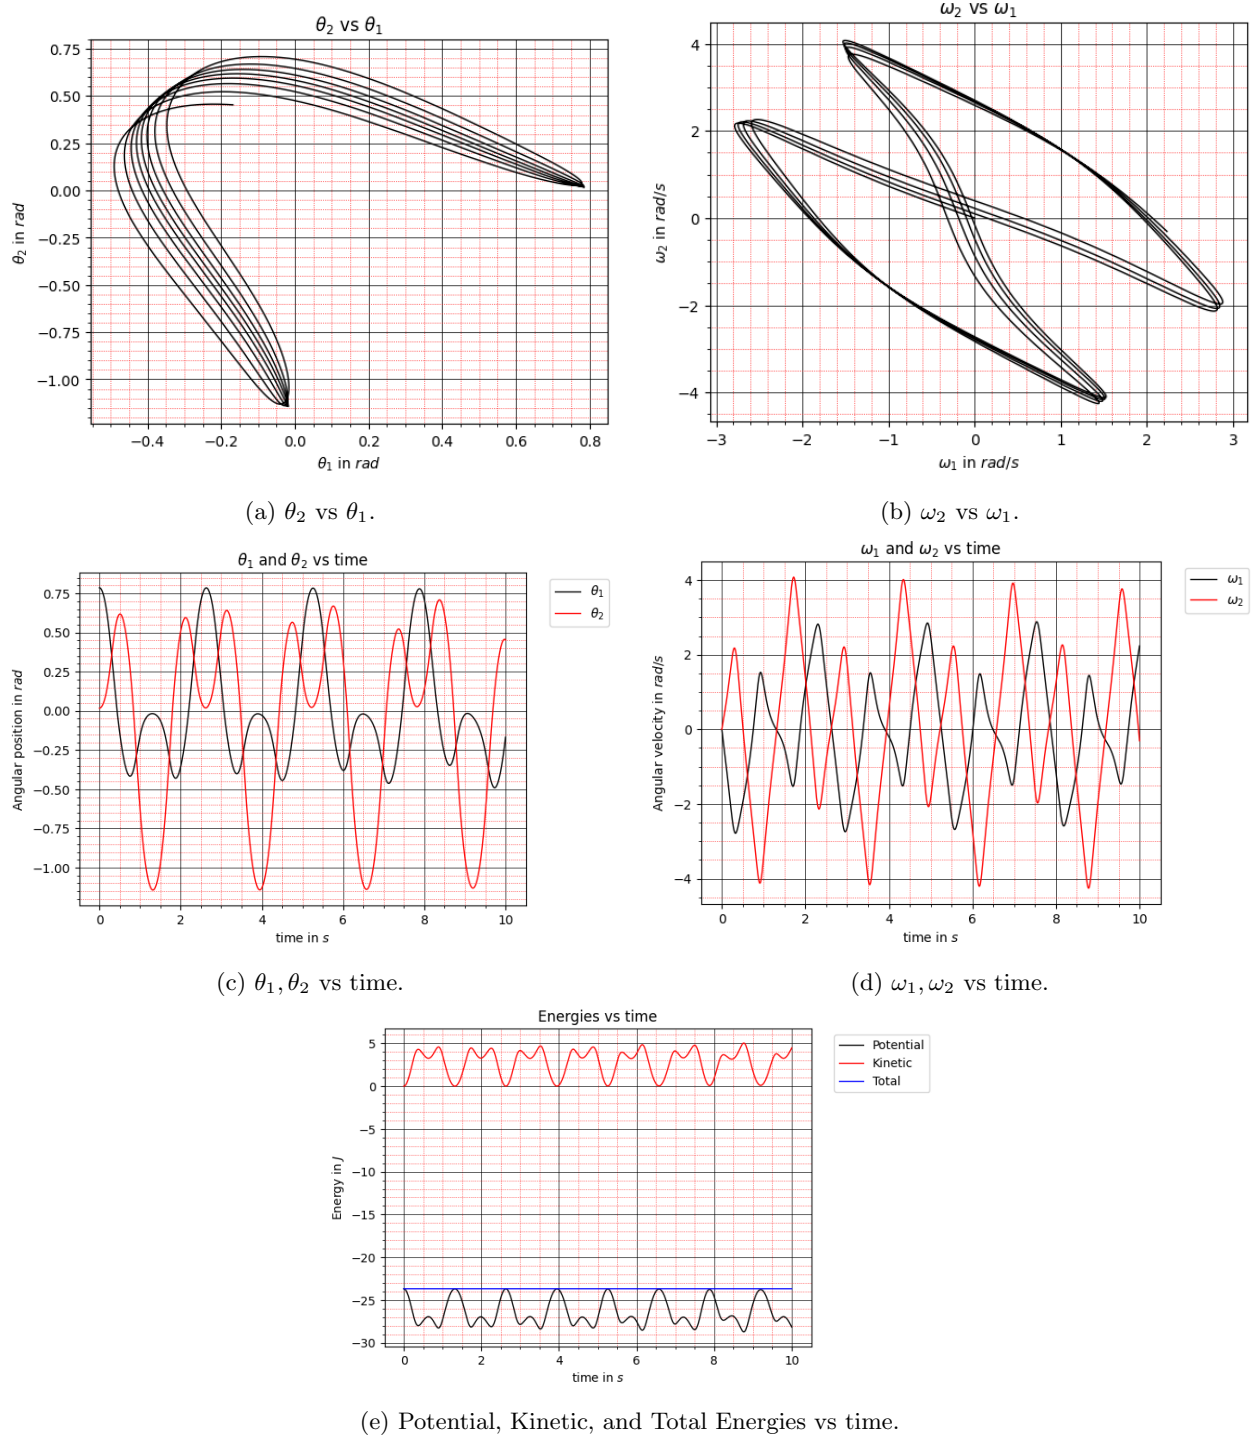 θ₂ vs θ₁
0.75
0.50
0.25
0.00
−0.25
−0.50
−0.75
−1.00
θ₂ in rad
−0.4 −0.2 0.0 0.2 0.4 0.6 0.8
θ₁ in rad
(a) θ₂ vs θ₁.
ω₂ vs ω₁
4
2
0
−2
−4
ω₂ in rad/s
−3 −2 −1 0 1 2 3
ω₁ in rad/s
(b) ω₂ vs ω₁.
θ₁ and θ₂ vs time
0.75
0.50
0.25
0.00
−0.25
−0.50
−0.75
−1.00
Angular position in rad
0 2 4 6 8 10
time in s
θ₁
θ₂
(c) θ₁, θ₂ vs time.
ω₁ and ω₂ vs time
4
2
0
−2
−4
Angular velocity in rad/s
0 2 4 6 8 10
time in s
ω₁
ω₂
(d) ω₁, ω₂ vs time.
Energies vs time
5
0
−5
−10
−15
−20
−25
−30
Energy in J
0 2 4 6 8 10
time in s
Potential
Kinetic
Total
(e) Potential, Kinetic, and Total Energies vs time.